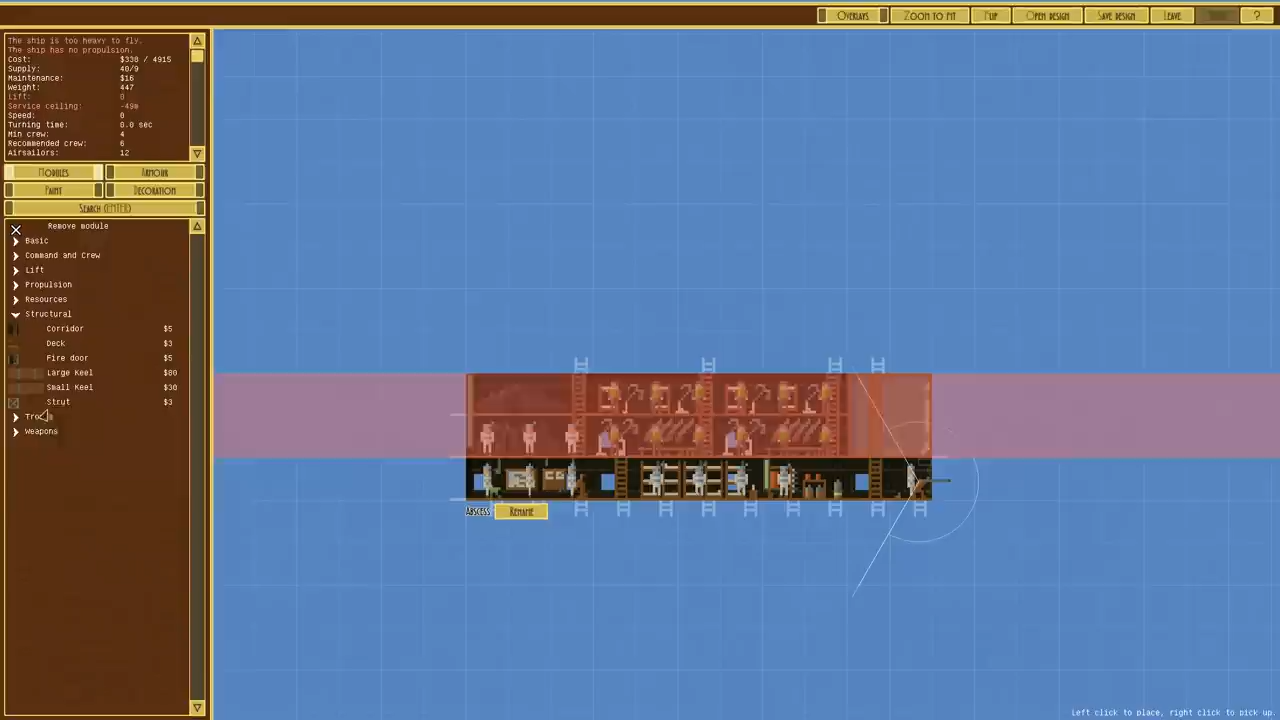 OVERLAYS ZOOM TO FIT FLIP OPEN DESIGN SAVE DESIGN LEAVE ?
The ship is too heavy to fly.
The ship has no propulsion.
Cost: $338 / 4915
Supply: 40/9
Maintenance: $16
Weight: 447
Lift: 0
Service ceiling: -49m
Speed: 0
Turning time: 0.0 sec
Min crew: 4
Recommended crew: 6
Airsailors: 12
MODULES ARMOUR
PAINT DECORATION
SEARCH (ENTER)
Remove module
Basic
Command and Crew
Lift
Propulsion
Resources
Structural
Corridor $5
Deck $3
Fire door $5
Large Keel $80
Small Keel $30
Strut $3
Weapons
ABSCESS RENAME
Left click to place, right click to pick up.